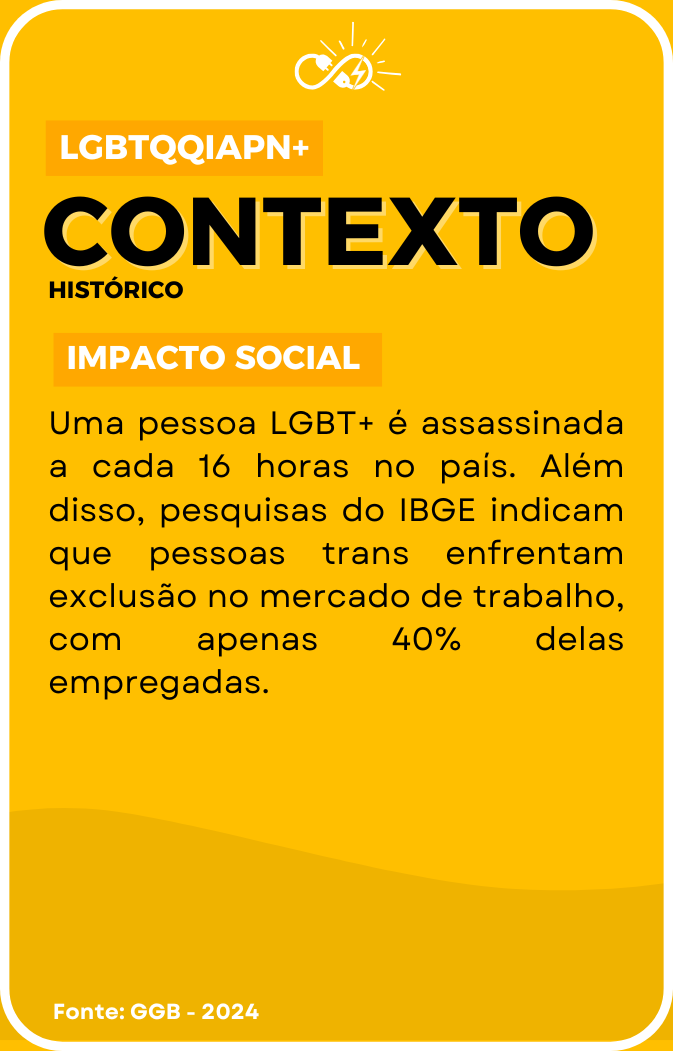 LGBTQQIAPN+
CONTEXTO
HISTÓRICO
IMPACTO SOCIAL
Uma pessoa LGBT+ é assassinada
a cada 16 horas no país. Além
disso, pesquisas do IBGE indicam
que pessoas trans enfrentam
exclusão no mercado de trabalho,
com apenas 40% delas
empregadas.
Fonte: GGB - 2024